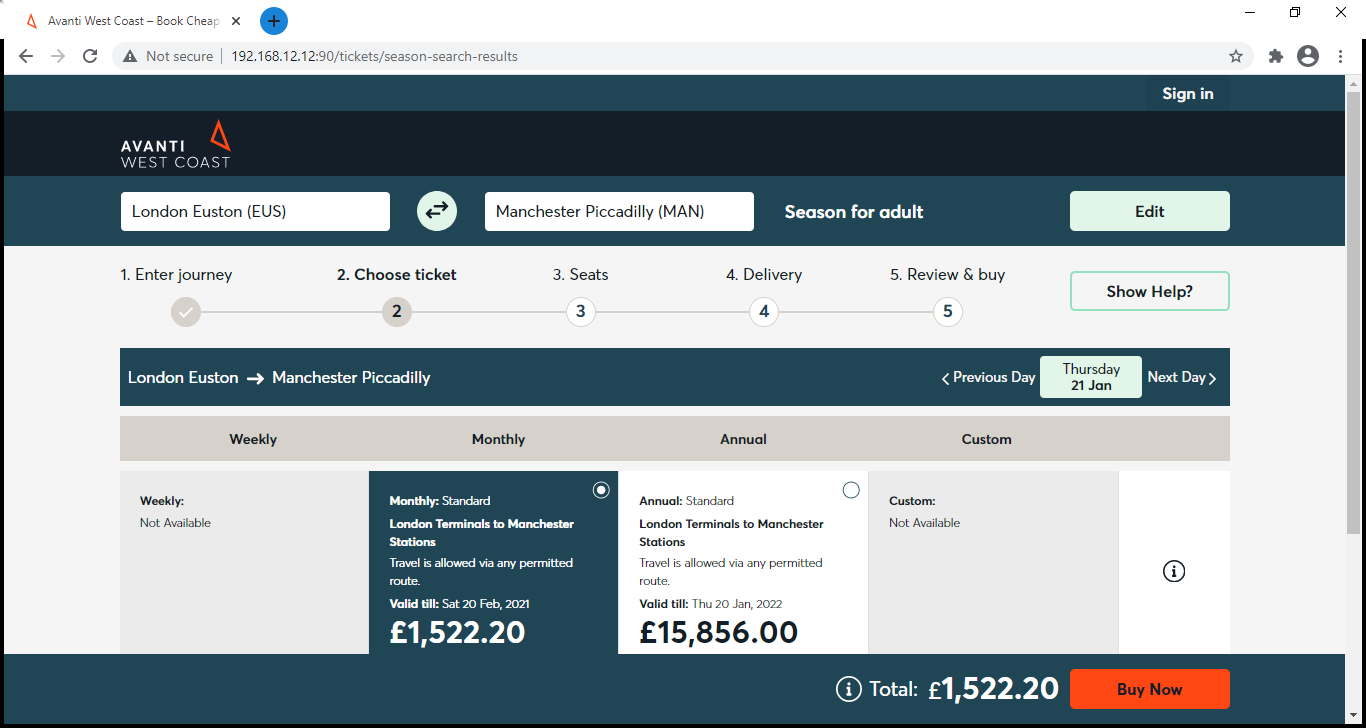 Avanti West Coast – Book Cheap
Not secure 192.168.12.12:90/tickets/season-search-results
Sign in
AVANTI
WEST COAST
London Euston (EUS) Manchester Piccadilly (MAN) Season for adult Edit
1. Enter journey 2. Choose ticket 3. Seats 4. Delivery 5. Review & buy
2 3 4 5
Show Help?
London Euston Manchester Piccadilly Previous Day Thursday Next Day
21 Jan
Weekly Monthly Annual Custom
Weekly:
Not Available
Monthly: Standard
London Terminals to Manchester
Stations
Travel is allowed via any permitted
route.
Valid till: Sat 20 Feb, 2021
£1,522.20
Annual: Standard
London Terminals to Manchester
Stations
Travel is allowed via any permitted
route.
Valid till: Thu 20 Jan, 2022
£15,856.00
Custom:
Not Available
Total: £1,522.20 Buy Now